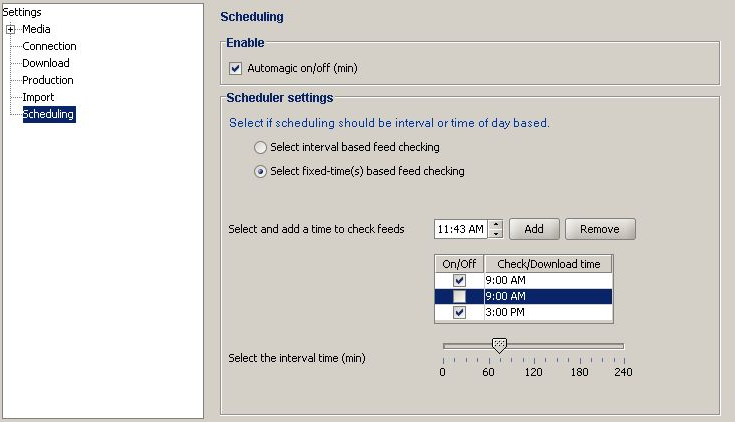 Settings
Media
Connection
Download
Production
Import
Scheduling
Scheduling
Enable
Automagic on/off (min)
Scheduler settings
Select if scheduling should be interval or time of day based.
Select interval based feed checking
Select fixed-time(s) based feed checking
Select and add a time to check feeds 11:43 AM Add Remove
On/Off Check/Download time
9:00 AM
9:00 AM
3:00 PM
Select the interval time (min)
0 60 120 180 240